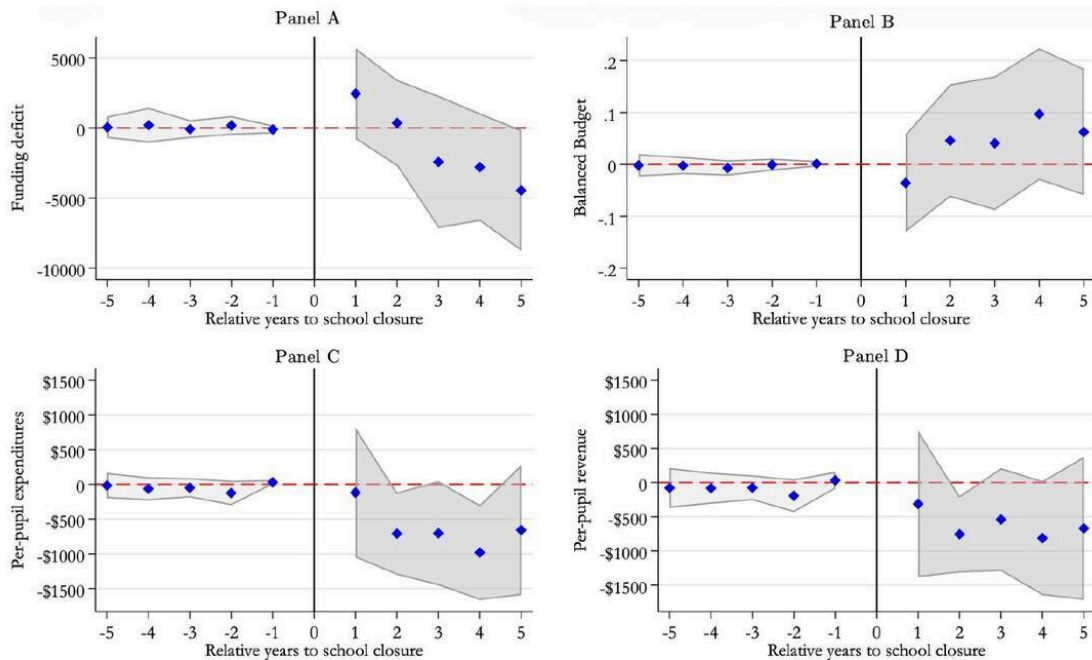 Panel A
Funding deficit
5000
0
-5000
-10000
-5 -4 -3 -2 -1 0 1 2 3 4 5
Relative years to school closure
Panel B
Balanced Budget
.2
.1
0
-.1
-.2
-5 -4 -3 -2 -1 0 1 2 3 4 5
Relative years to school closure
Panel C
Per-pupil expenditures
$1500
$1000
$500
0
-$500
-$1000
-$1500
-5 -4 -3 -2 -1 0 1 2 3 4 5
Relative years to school closure
Panel D
Per-pupil revenue
$1500
$1000
$500
0
-$500
-$1000
-$1500
-5 -4 -3 -2 -1 0 1 2 3 4 5
Relative years to school closure